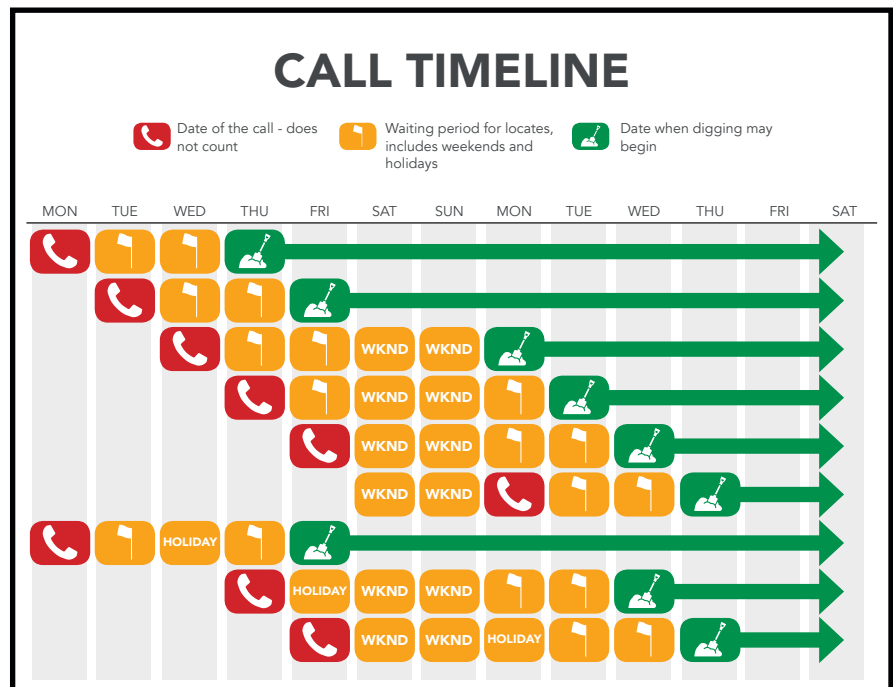 CALL TIMELINE
Date of the call - does
not count
Waiting period for locates,
includes weekends and
holidays
Date when digging may
begin
MON TUE WED THU FRI SAT SUN MON TUE WED THU FRI SAT
WKND WKND
WKND WKND
WKND WKND
WKND WKND
HOLIDAY
HOLIDAY WKND WKND
WKND WKND HOLIDAY